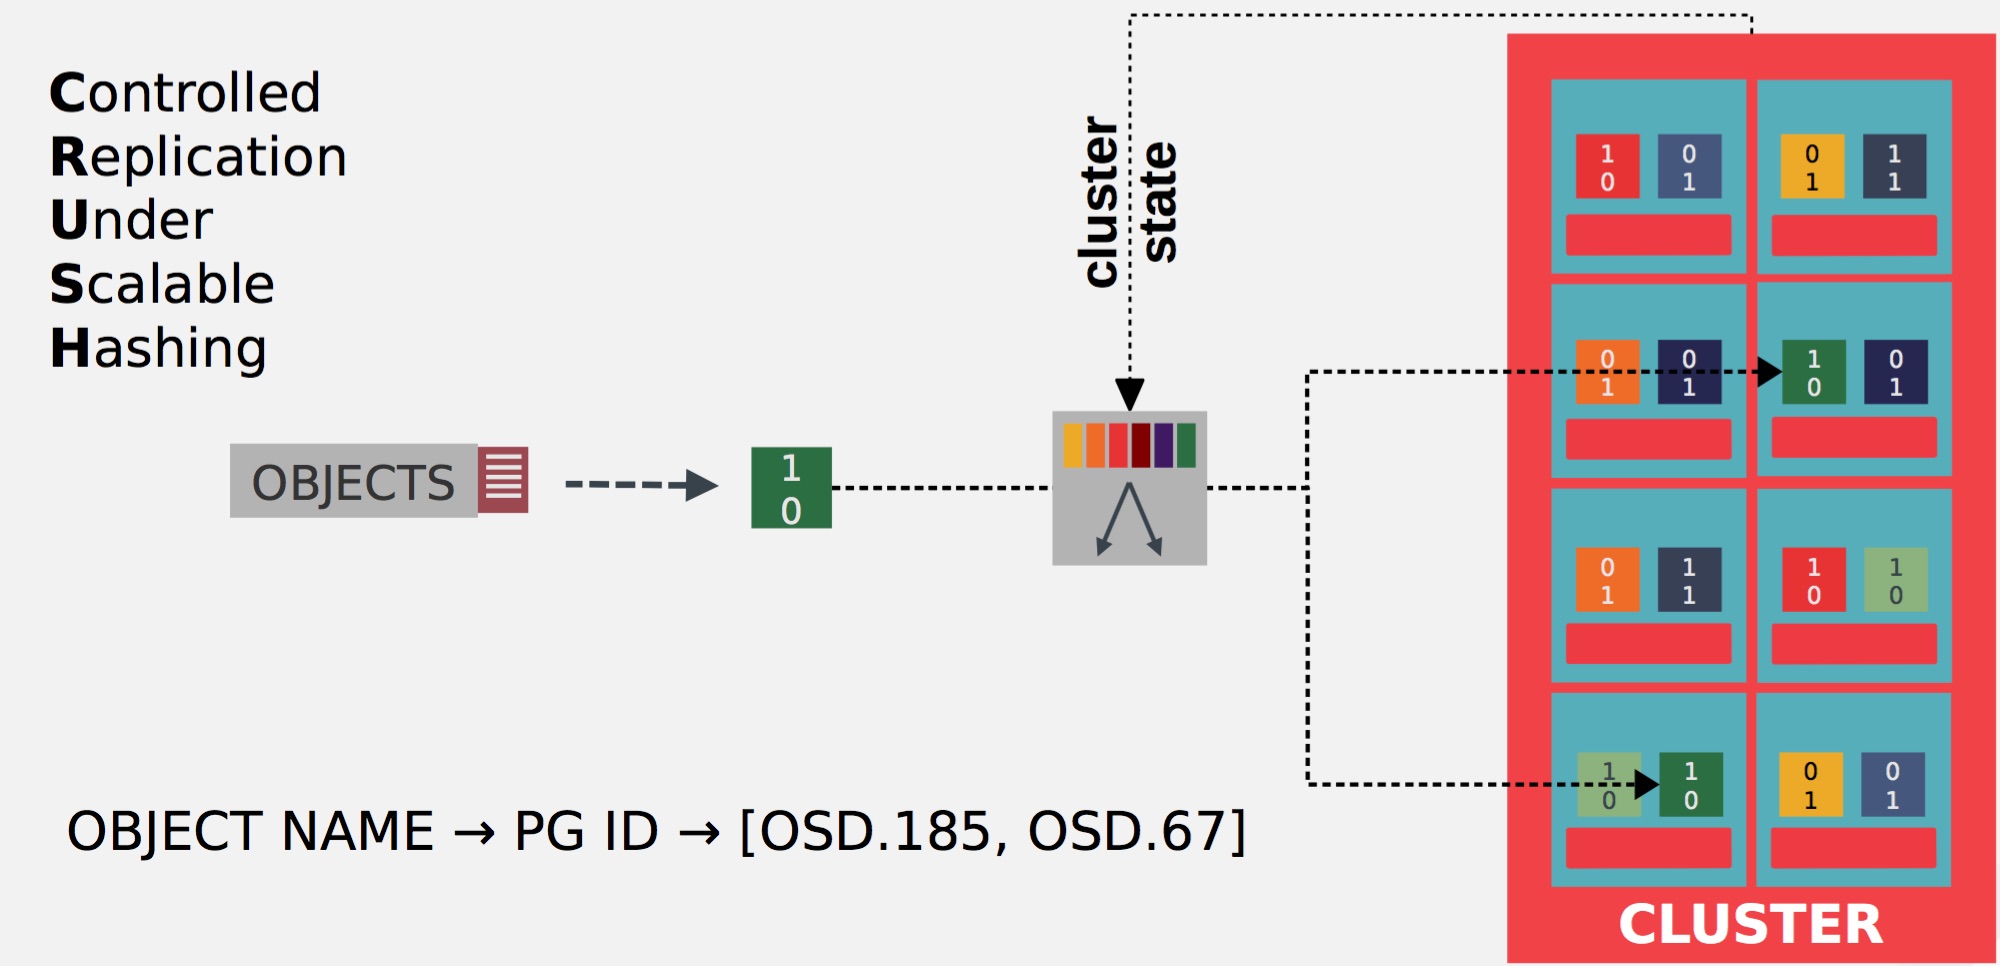 Controlled
Replication
Under
Scalable
Hashing
cluster
state
OBJECTS
1
0
OBJECT NAME → PG ID → [OSD.185, OSD.67]
1 0 0 1
0 1 1 1
0 0 1 0
1 1 0 1
0 1 1 1
1 1 0 0
1 1 0 0
0 0 1 1
CLUSTER